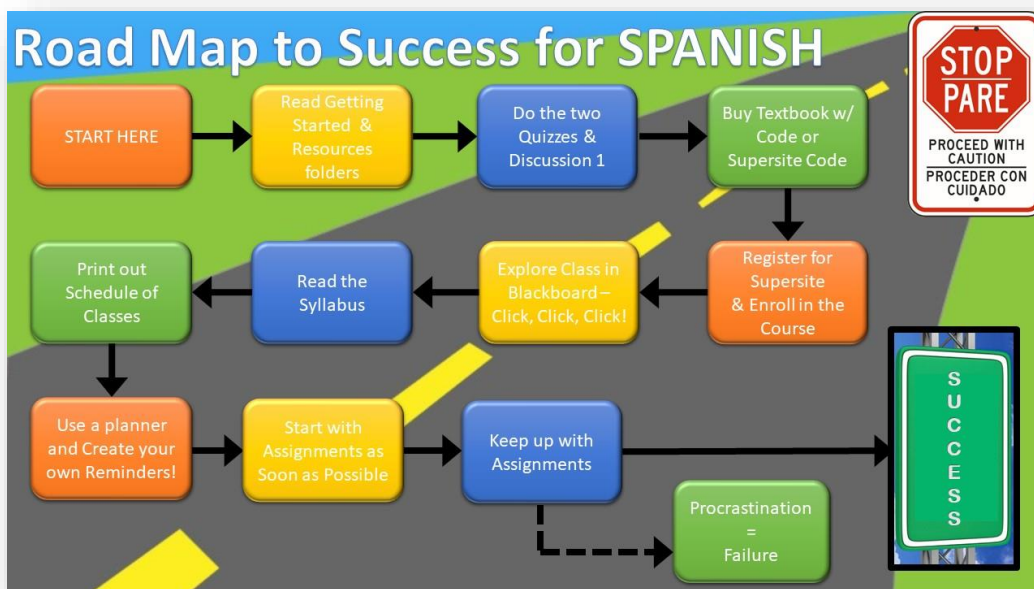 Road Map to Success for SPANISH
STOP
PARE
PROCEED WITH
CAUTION
PROCEDER CON
CUIDADO
START HERE
Read Getting
Started &
Resources
folders
Do the two
Quizzes &
Discussion 1
Buy Textbook w/
Code or
Supersite Code
Register for
Supersite
& Enroll in the
Course
Explore Class in
Blackboard –
Click, Click, Click!
Read the
Syllabus
Print out
Schedule of
Classes
Use a planner
and Create your
own Reminders!
Start with
Assignments as
Soon as Possible
Keep up with
Assignments
SUCCESS
Procrastination
=
Failure